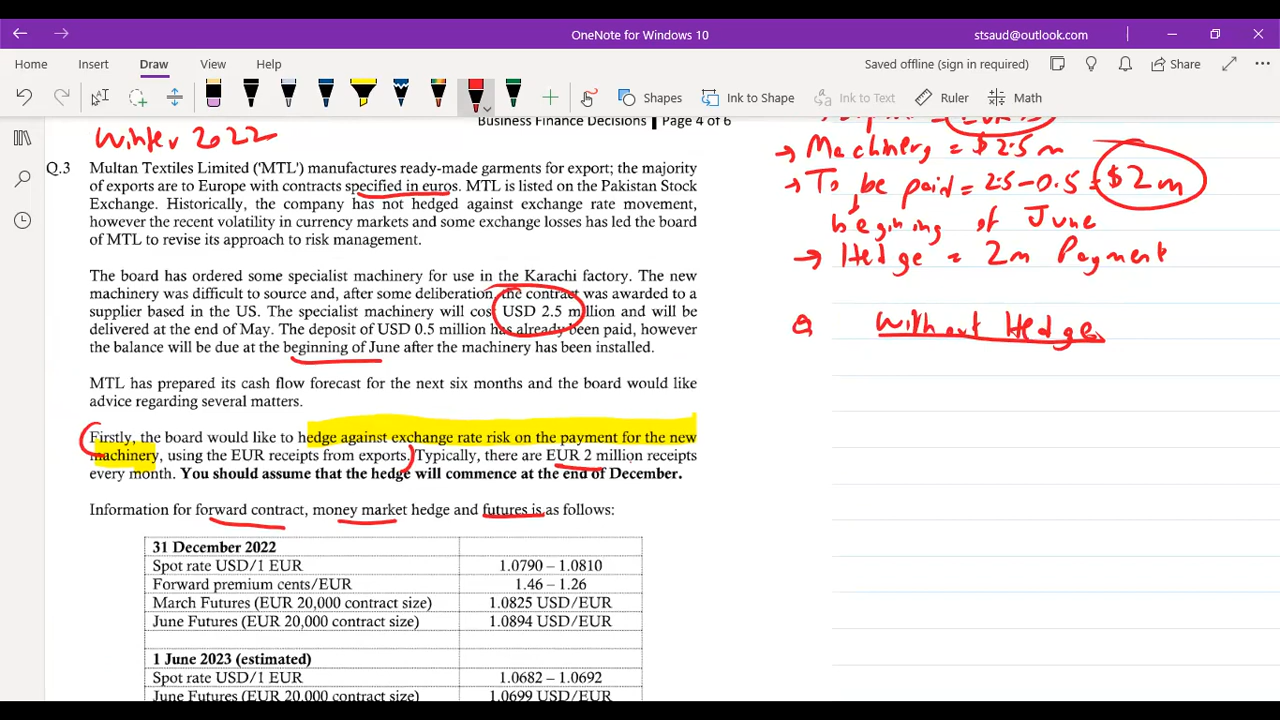 OneNote for Windows 10
stsaud@outlook.com
Home Insert Draw View Help
Saved offline (sign in required)
Share
Shapes
Ink to Shape
Ink to Text
Ruler
Math
Business Finance Decisions | Page 4 of 6
Winter 2022
Q.3 Multan Textiles Limited ('MTL') manufactures ready-made garments for export; the majority
of exports are to Europe with contracts specified in euros. MTL is listed on the Pakistan Stock
Exchange. Historically, the company has not hedged against exchange rate movement,
however the recent volatility in currency markets and some exchange losses has led the board
of MTL to revise its approach to risk management.
The board has ordered some specialist machinery for use in the Karachi factory. The new
machinery was difficult to source and, after some deliberation, the contract was awarded to a
supplier based in the US. The specialist machinery will cost USD 2.5 million and will be
delivered at the end of May. The deposit of USD 0.5 million has already been paid, however
the balance will be due at the beginning of June after the machinery has been installed.
MTL has prepared its cash flow forecast for the next six months and the board would like
advice regarding several matters.
Firstly, the board would like to hedge against exchange rate risk on the payment for the new
machinery, using the EUR receipts from exports. Typically, there are EUR 2 million receipts
every month. You should assume that the hedge will commence at the end of December.
Information for forward contract, money market hedge and futures is as follows:
31 December 2022
Spot rate USD/1 EUR 1.0790 – 1.0810
Forward premium cents/EUR 1.46 – 1.26
March Futures (EUR 20,000 contract size) 1.0825 USD/EUR
June Futures (EUR 20,000 contract size) 1.0894 USD/EUR
1 June 2023 (estimated)
Spot rate USD/1 EUR 1.0682 – 1.0692
June Futures (EUR 20,000 contract size) 1.0699 USD/EUR
→ Machinery = $2.5m
→ To be paid = 2.5-0.5 = $2m
begining of June
→ Hedge = 2m Payment
Q Without Hedge